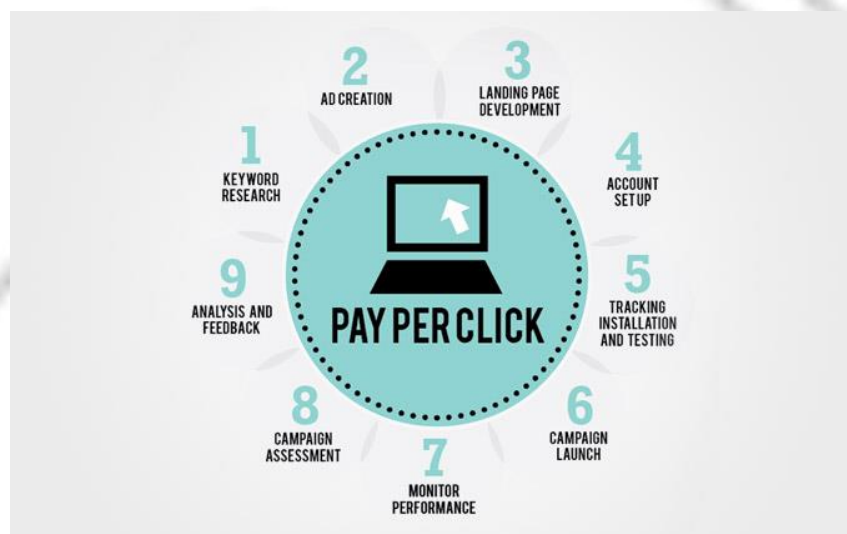 1
KEYWORD
RESEARCH
2
AD CREATION
3
LANDING PAGE
DEVELOPMENT
4
ACCOUNT
SET UP
5
TRACKING
INSTALLATION
AND TESTING
6
CAMPAIGN
LAUNCH
7
MONITOR
PERFORMANCE
8
CAMPAIGN
ASSESSMENT
9
ANALYSIS AND
FEEDBACK
PAY PER CLICK